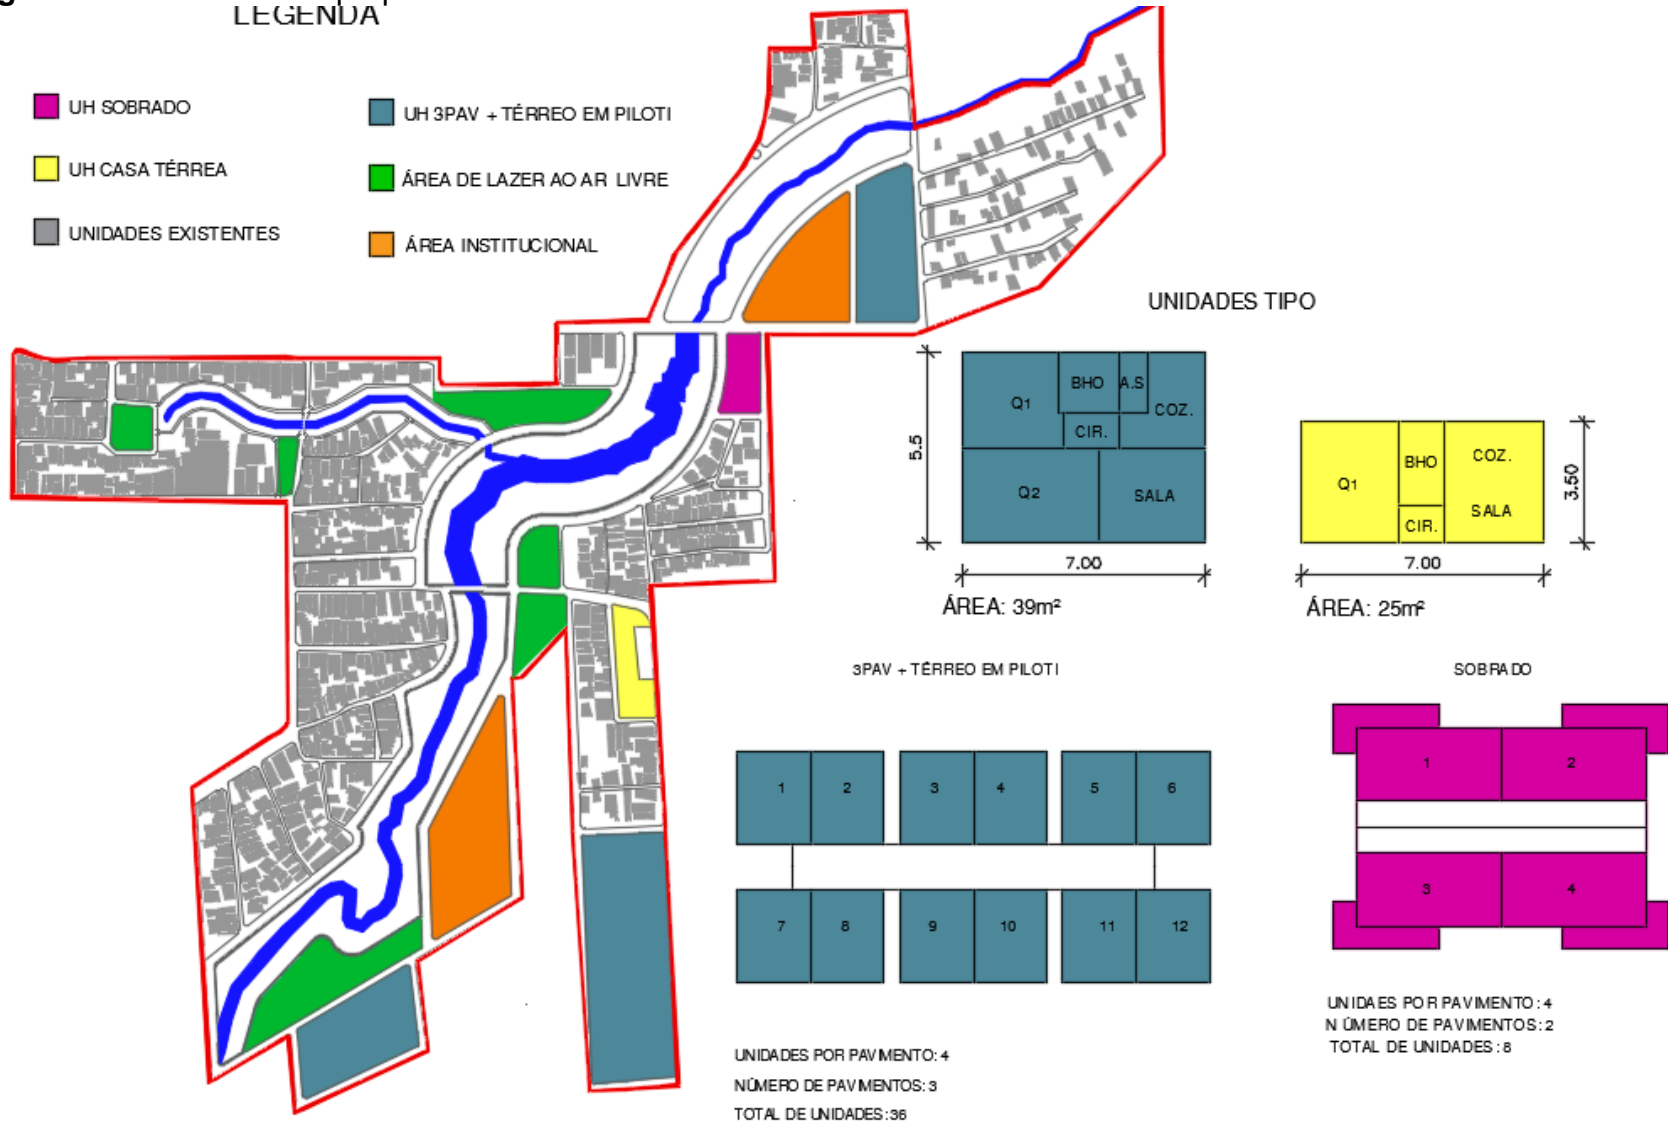 LEGENDA
UH SOBRADO
UH 3PAV + TÉRREO EM PILOTI
UH CASA TÉRREA
ÁREA DE LAZER AO AR LIVRE
UNIDADES EXISTENTES
ÁREA INSTITUCIONAL
UNIDADES TIPO
Q1
BHO
A.S
COZ.
CIR.
Q2
SALA
5.5
7.00
ÁREA: 39m²
Q1
BHO
COZ.
CIR.
SALA
3.50
7.00
ÁREA: 25m²
3PAV + TÉRREO EM PILOTI
1 2 3 4 5 6
7 8 9 10 11 12
UNIDADES POR PAVIMENTO: 4
NÚMERO DE PAVIMENTOS: 3
TOTAL DE UNIDADES: 36
SOBRADO
1 2
3 4
UNIDAES POR PAVIMENTO: 4
NÚMERO DE PAVIMENTOS: 2
TOTAL DE UNIDADES: 8